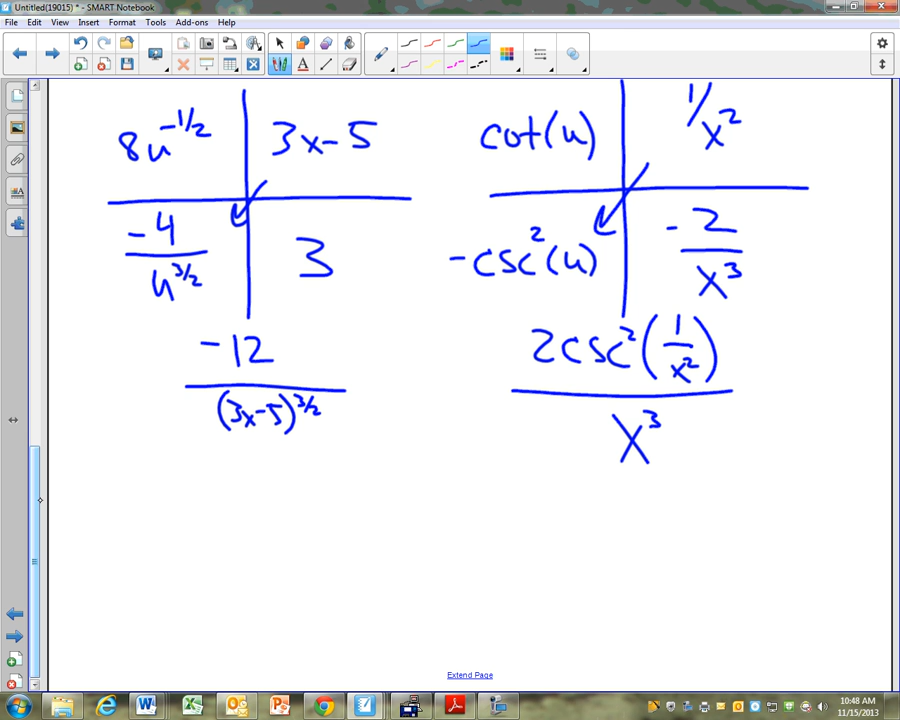 Untitled(19015) * - SMART Notebook
File Edit View Insert Format Tools Add-ons Help
8u^{-1/2} 3x-5
-4/u^{3/2} 3
-12/(3x-5)^{3/2}
cot(u) 1/x^2
-csc^2(u) -2/x^3
2csc^2(1/x^2)/x^3
Extend Page
10:48 AM
11/15/2013